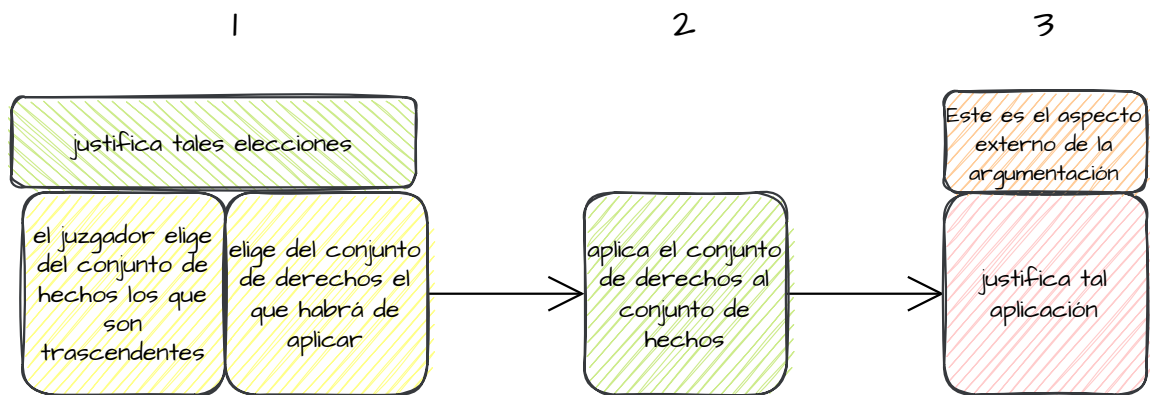 1
2
3
justifica tales elecciones
el juzgador elige
del conjunto de
hechos los que
son
trascendentes
elige del conjunto
de derechos el
que habrá de
aplicar
aplica el conjunto
de derechos al
conjunto de
hechos
Este es el aspecto
externo de la
argumentación
justifica tal
aplicación